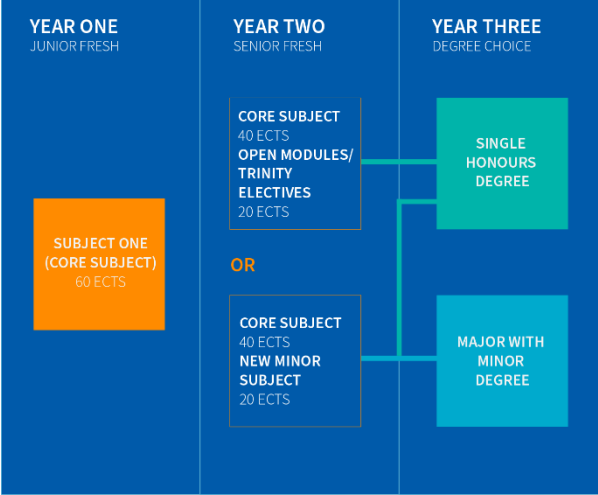 YEAR ONE
JUNIOR FRESH
SUBJECT ONE
(CORE SUBJECT)
60 ECTS
YEAR TWO
SENIOR FRESH
CORE SUBJECT
40 ECTS
OPEN MODULES/
TRINITY
ELECTIVES
20 ECTS
OR
CORE SUBJECT
40 ECTS
NEW MINOR
SUBJECT
20 ECTS
YEAR THREE
DEGREE CHOICE
SINGLE
HONOURS
DEGREE
MAJOR WITH
MINOR
DEGREE